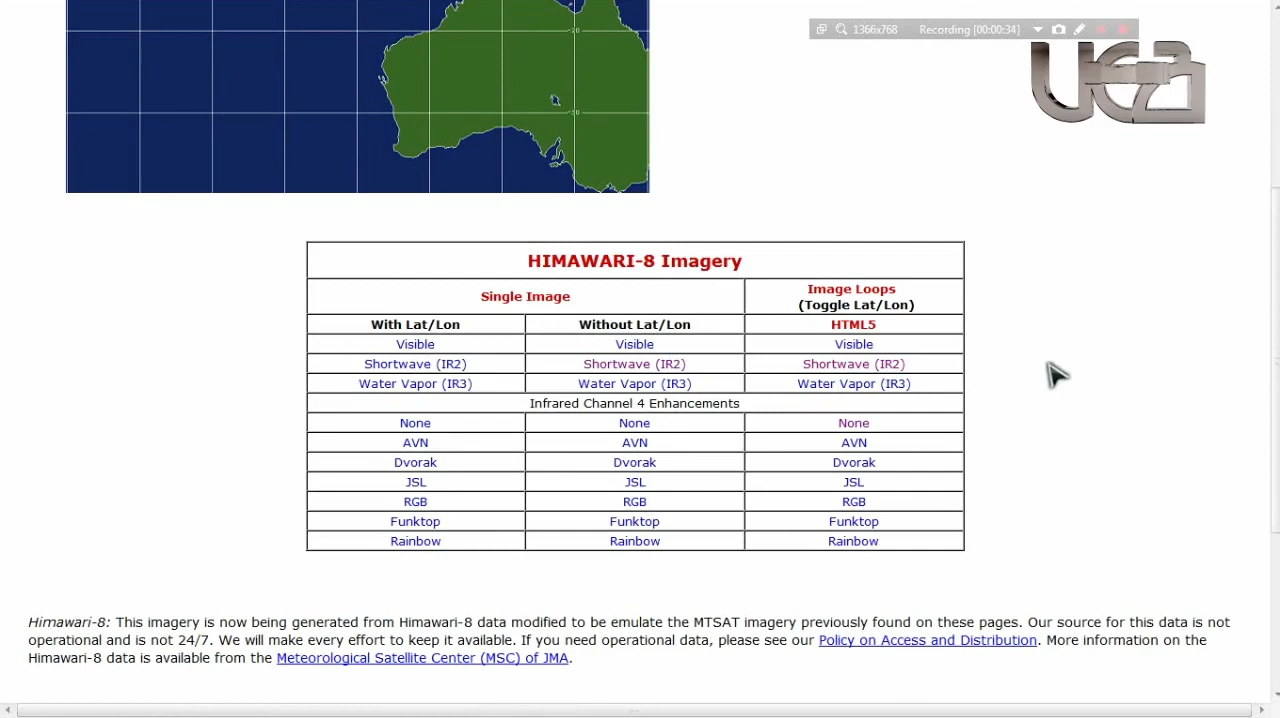 -20
1366x768 Recording [00:00:34]
-30
HIMAWARI-8 Imagery
Single Image Image Loops
(Toggle Lat/Lon)
With Lat/Lon Without Lat/Lon HTML5
Visible Visible Visible
Shortwave (IR2) Shortwave (IR2) Shortwave (IR2)
Water Vapor (IR3) Water Vapor (IR3) Water Vapor (IR3)
Infrared Channel 4 Enhancements
None None None
AVN AVN AVN
Dvorak Dvorak Dvorak
JSL JSL JSL
RGB RGB RGB
Funktop Funktop Funktop
Rainbow Rainbow Rainbow
Himawari-8: This imagery is now being generated from Himawari-8 data modified to be emulate the MTSAT imagery previously found on these pages. Our source for this data is not
operational and is not 24/7. We will make every effort to keep it available. If you need operational data, please see our Policy on Access and Distribution. More information on the
Himawari-8 data is available from the Meteorological Satellite Center (MSC) of JMA.